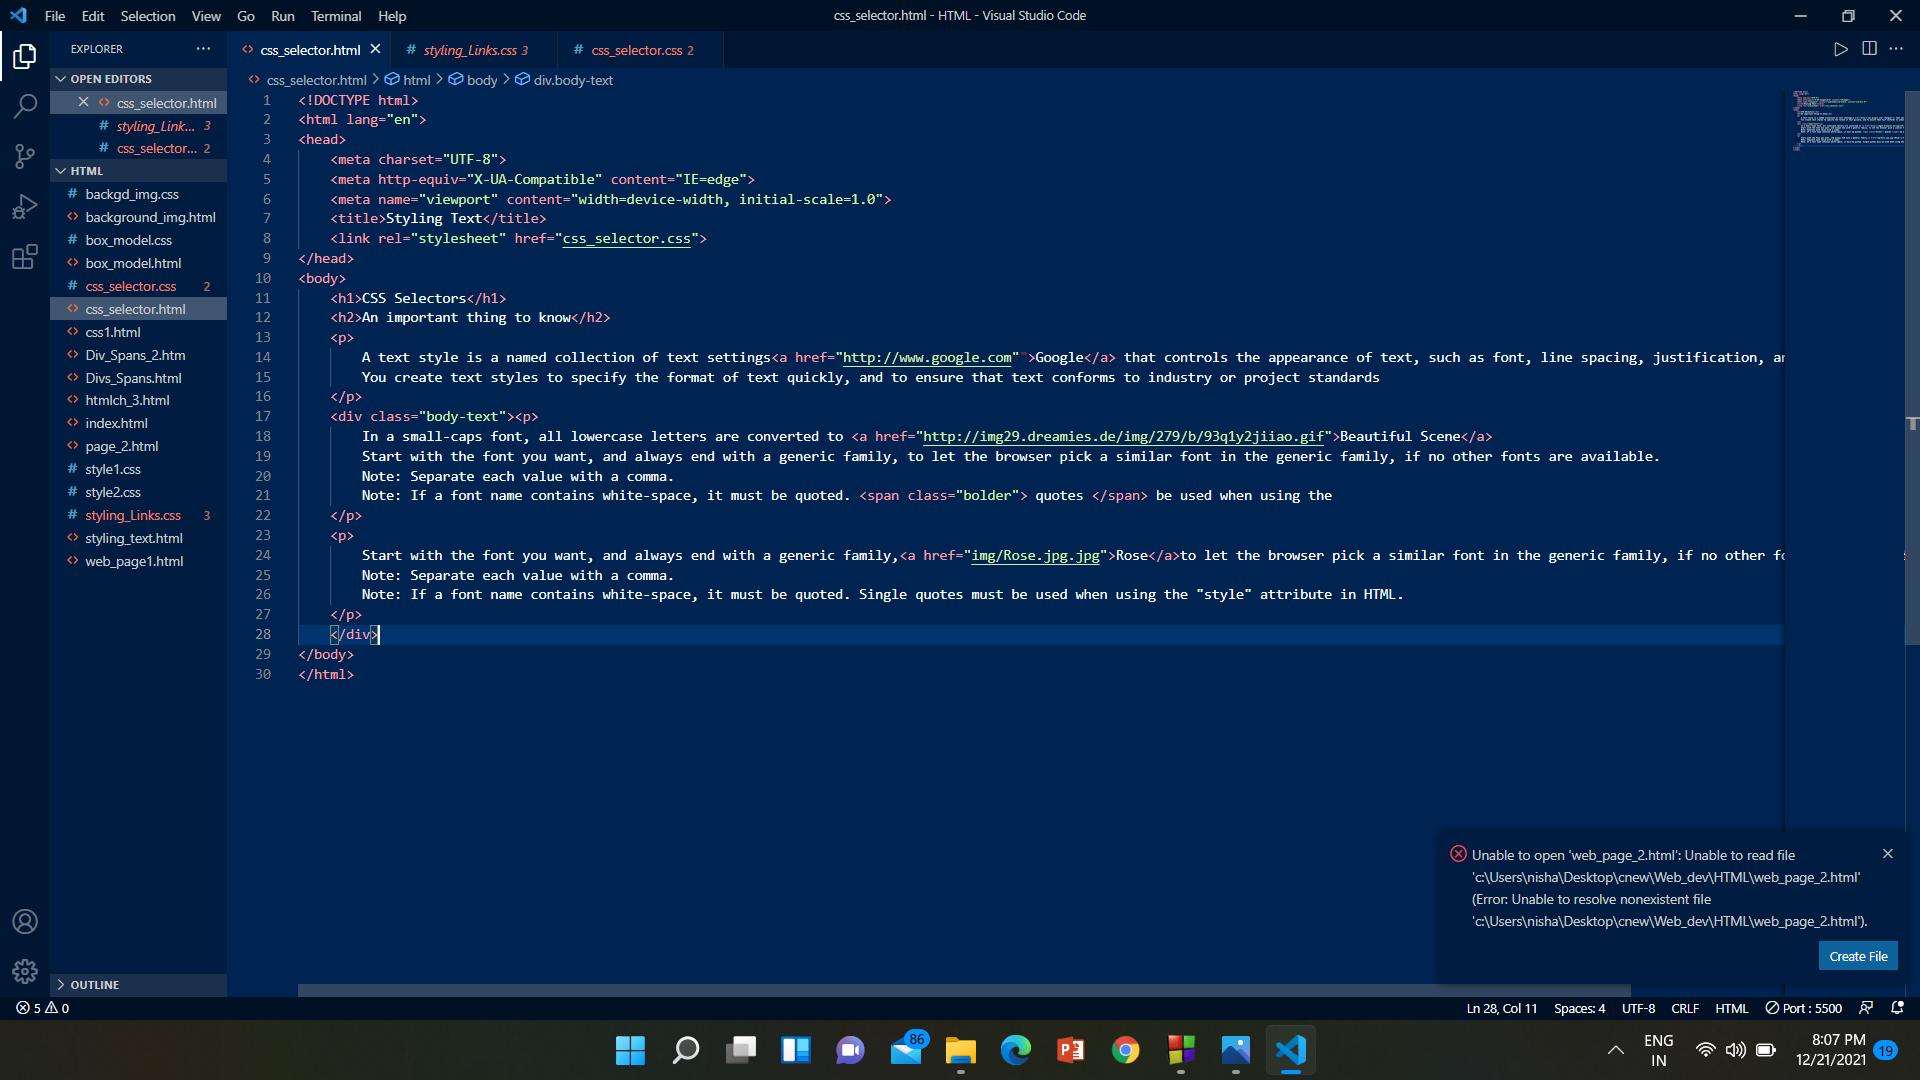 File Edit Selection View Go Run Terminal Help
css_selector.html - HTML - Visual Studio Code
EXPLORER
OPEN EDITORS
css_selector.html
styling_Link... 3
css_selector... 2
HTML
backgd_img.css
background_img.html
box_model.css
box_model.html
css_selector.css 2
css_selector.html
css1.html
Div_Spans_2.htm
Divs_Spans.html
htmlch_3.html
index.html
page_2.html
style1.css
style2.css
styling_Links.css 3
styling_text.html
web_page1.html
OUTLINE
css_selector.html styling_Links.css 3 css_selector.css 2
css_selector.html > html > body > div.body-text
1 <!DOCTYPE html>
2 <html lang="en">
3 <head>
4 <meta charset="UTF-8">
5 <meta http-equiv="X-UA-Compatible" content="IE=edge">
6 <meta name="viewport" content="width=device-width, initial-scale=1.0">
7 <title>Styling Text</title>
8 <link rel="stylesheet" href="css_selector.css">
9 </head>
10 <body>
11 <h1>CSS Selectors</h1>
12 <h2>An important thing to know</h2>
13 <p>
14 A text style is a named collection of text settings<a href="http://www.google.com"">Google</a> that controls the appearance of text, such as font, line spacing, justification,
15 You create text styles to specify the format of text quickly, and to ensure that text conforms to industry or project standards
16 </p>
17 <div class="body-text"><p>
18 In a small-caps font, all lowercase letters are converted to <a href="http://img29.dreamies.de/img/279/b/93q1y2jiiao.gif">Beautiful Scene</a>
19 Start with the font you want, and always end with a generic family, to let the browser pick a similar font in the generic family, if no other fonts are available.
20 Note: Separate each value with a comma.
21 Note: If a font name contains white-space, it must be quoted. <span class="bolder"> quotes </span> be used when using the
22 </p>
23 <p>
24 Start with the font you want, and always end with a generic family,<a href="img/Rose.jpg.jpg">Rose</a>to let the browser pick a similar font in the generic family, if no other
25 Note: Separate each value with a comma.
26 Note: If a font name contains white-space, it must be quoted. Single quotes must be used when using the "style" attribute in HTML.
27 </p>
28 </div>
29 </body>
30 </html>
Unable to open 'web_page_2.html': Unable to read file
'c:\Users\nisha\Desktop\cnew\Web_dev\HTML\web_page_2.html'
(Error: Unable to resolve nonexistent file
'c:\Users\nisha\Desktop\cnew\Web_dev\HTML\web_page_2.html').
Create File
5 0 Ln 28, Col 11 Spaces: 4 UTF-8 CRLF HTML Port : 5500
86
ENG
IN
8:07 PM
12/21/2021
19